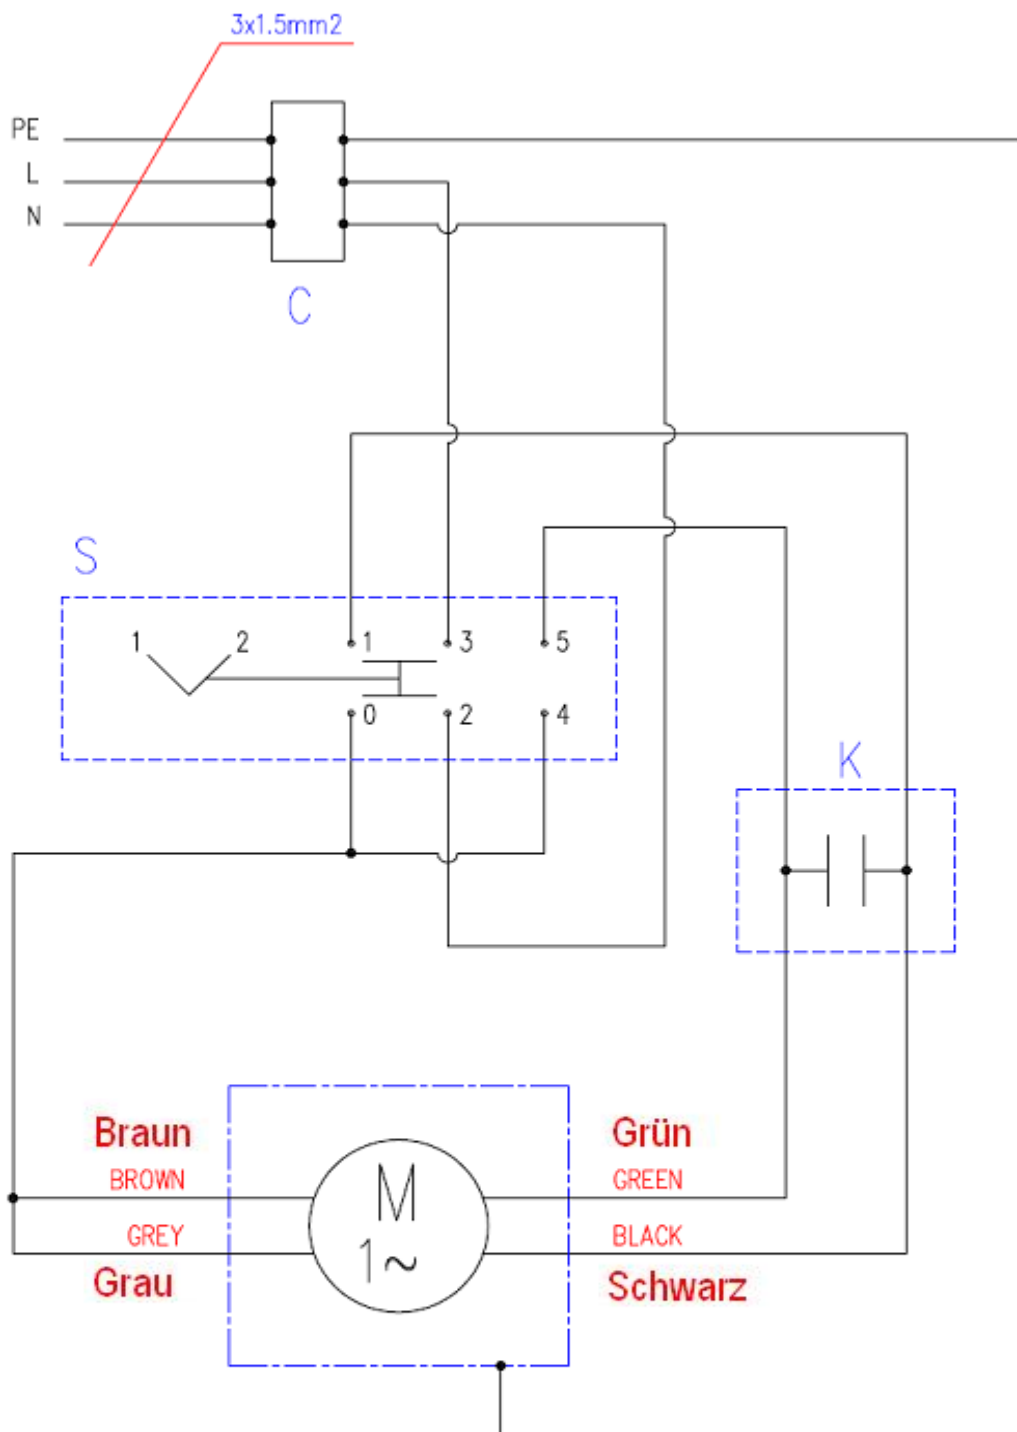 3x1.5mm2
PE
L
N
C
S
1 2 1 3 5
0 2 4
K
Braun Grün
BROWN M GREEN
GREY 1~ BLACK
Grau Schwarz